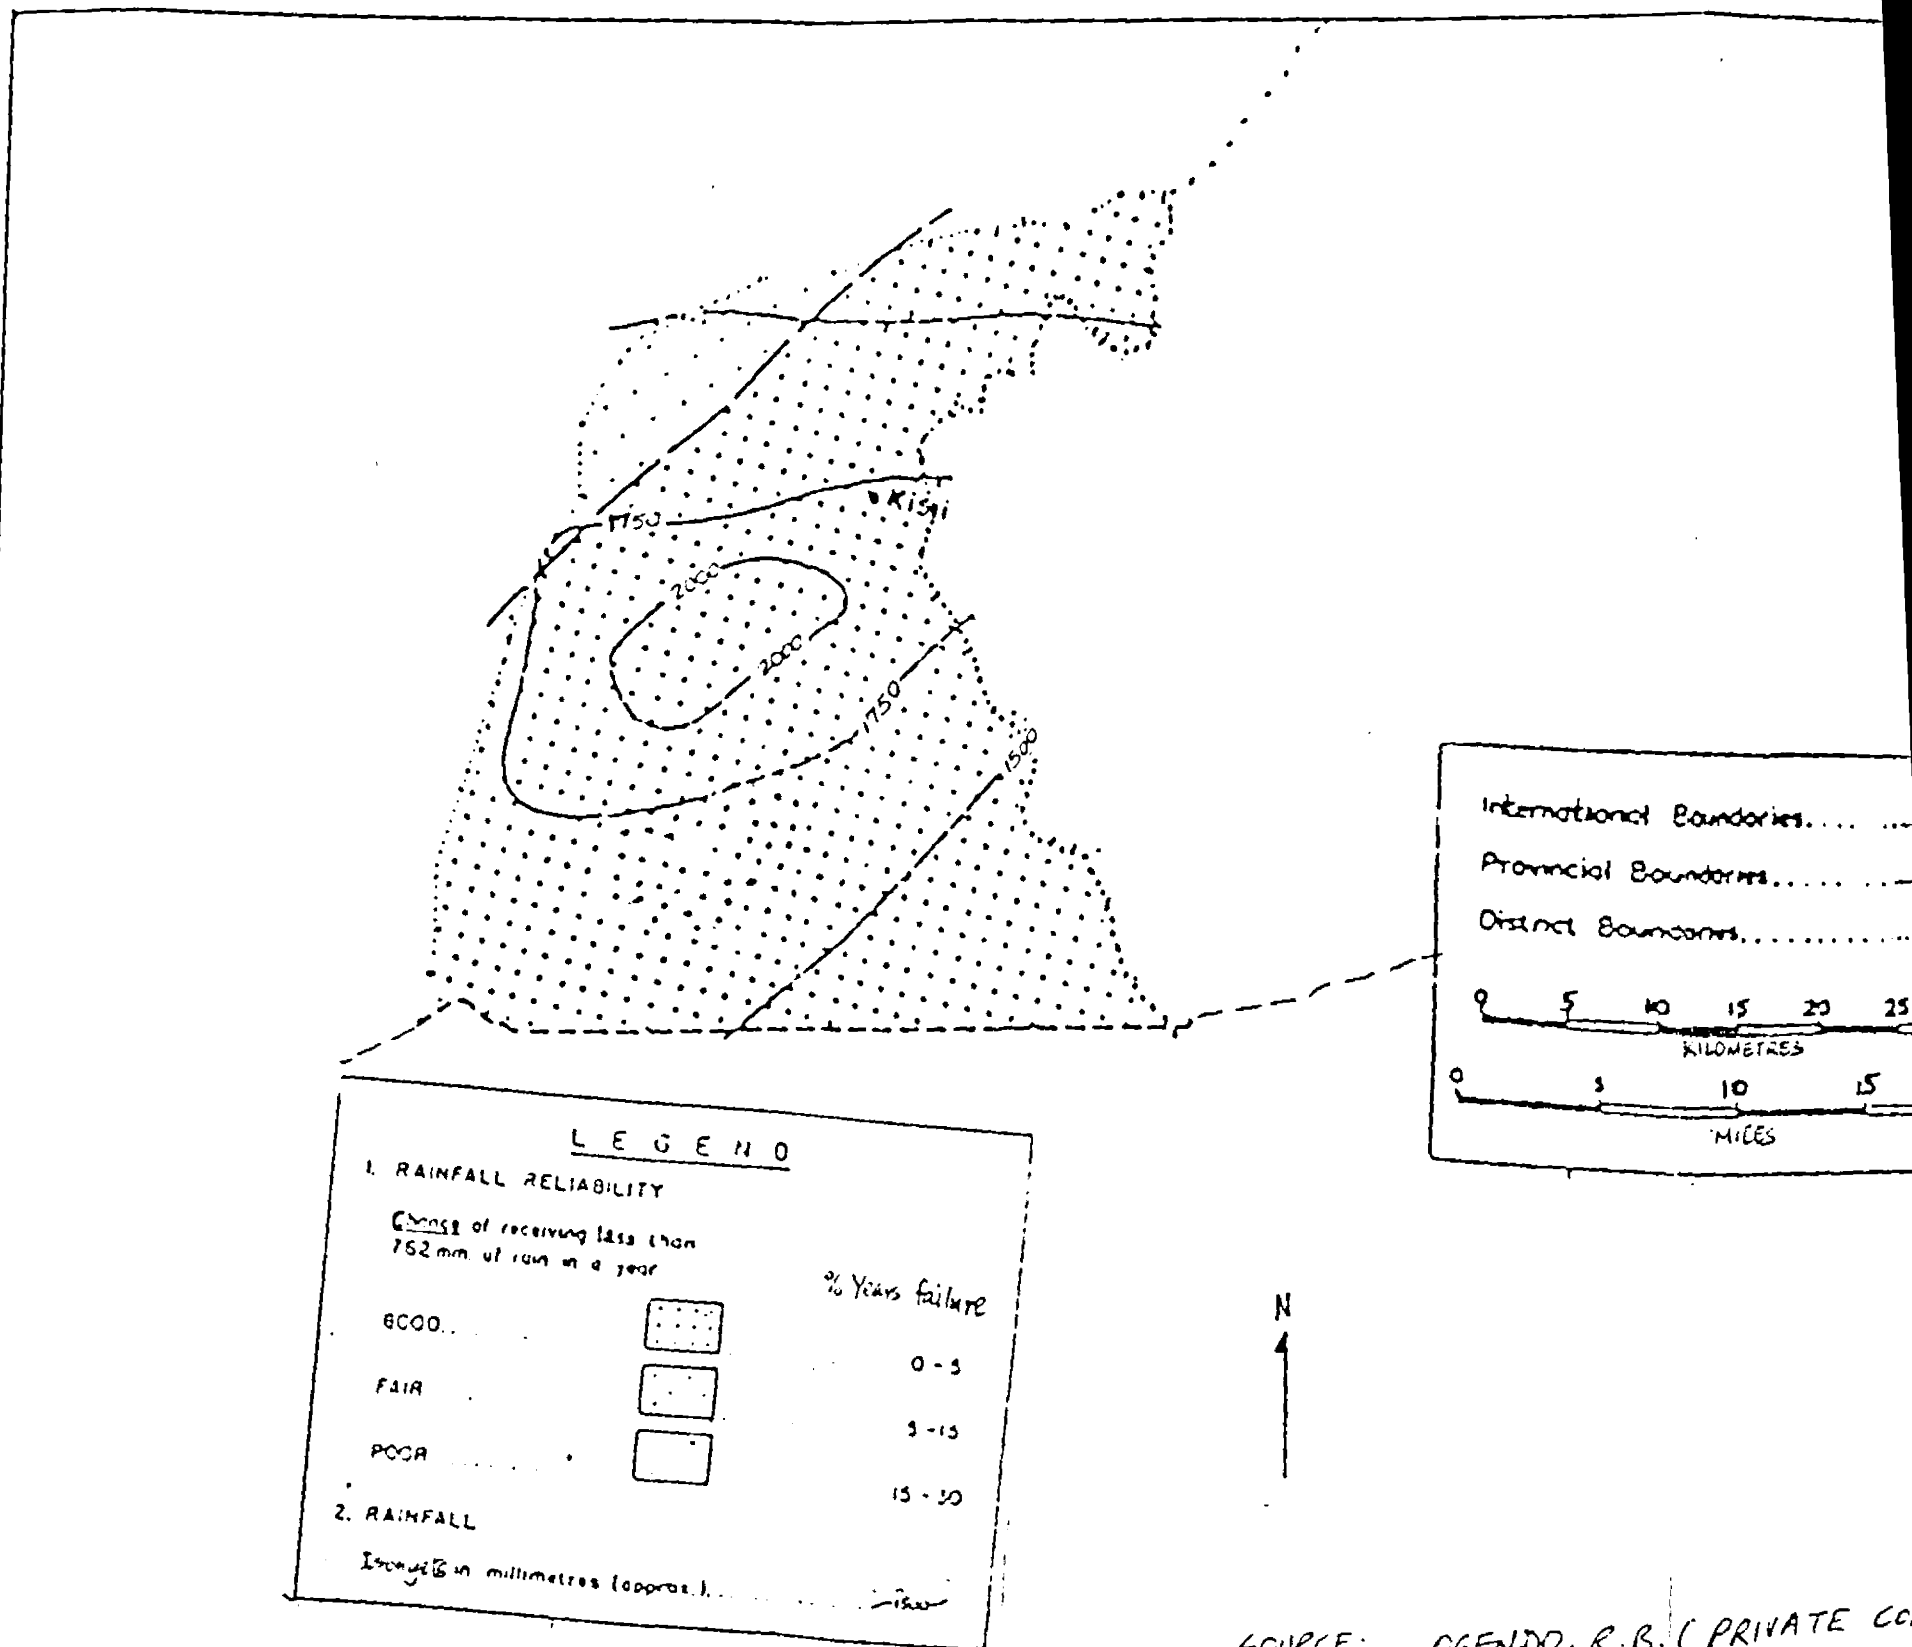 1750
Kisii
2000
2000
1750
1500
International Boundaries....
Provincial Boundaries.....
District Boundaries..........
0 5 10 15 20 25
KILOMETRES
0 5 10 15
MILES
LEGEND
1. RAINFALL RELIABILITY
Chance of receiving less than
762 mm. of rain in a year
% Years failure
GOOD.. 0 - 5
FAIR 5 - 15
POOR ...... 15 - 30
2. RAINFALL
in millimetres (approx.)... 1500
N
SOURCE: OGENDO, R.B. ( PRIVATE